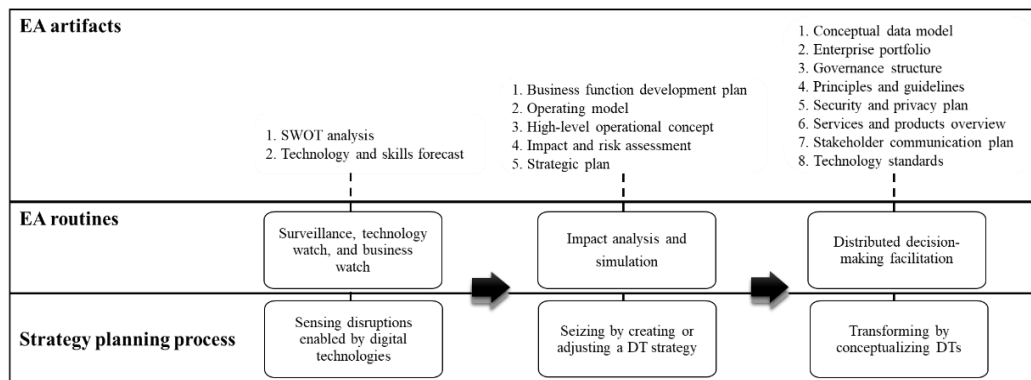 EA artifacts
1. SWOT analysis
2. Technology and skills forecast
1. Business function development plan
2. Operating model
3. High-level operational concept
4. Impact and risk assessment
5. Strategic plan
1. Conceptual data model
2. Enterprise portfolio
3. Governance structure
4. Principles and guidelines
5. Security and privacy plan
6. Services and products overview
7. Stakeholder communication plan
8. Technology standards
EA routines
Surveillance, technology
watch, and business
watch
Impact analysis and
simulation
Distributed decision-
making facilitation
Strategy planning process
Sensing disruptions
enabled by digital
technologies
Seizing by creating or
adjusting a DT strategy
Transforming by
conceptualizing DTs